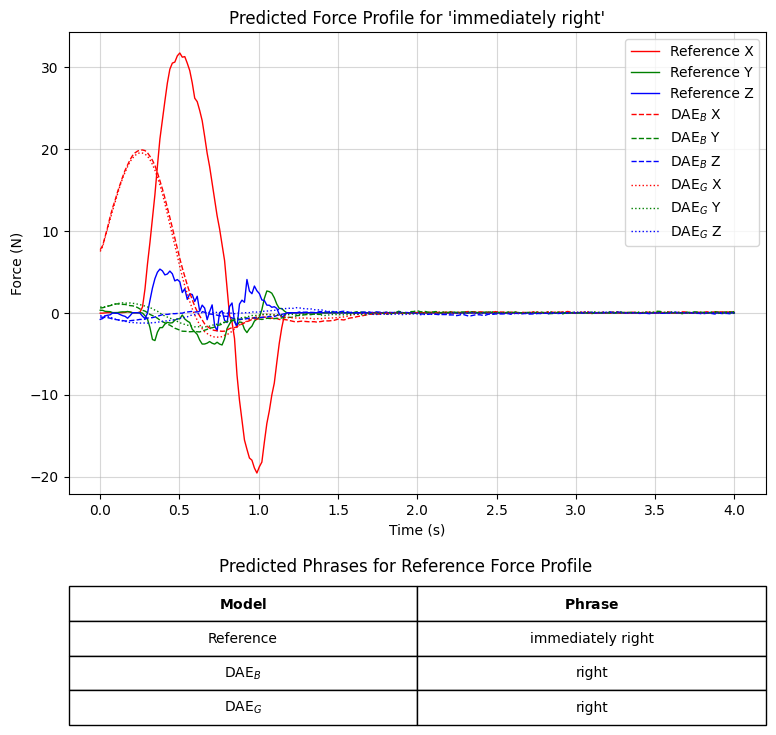 Predicted Force Profile for 'immediately right'
Force (N)
30
20
10
0
−10
−20
Reference X
Reference Y
Reference Z
DAE_B X
DAE_B Y
DAE_B Z
DAE_G X
DAE_G Y
DAE_G Z
0.0 0.5 1.0 1.5 2.0 2.5 3.0 3.5 4.0
Time (s)
Predicted Phrases for Reference Force Profile
Model Phrase
Reference immediately right
DAE_B right
DAE_G right